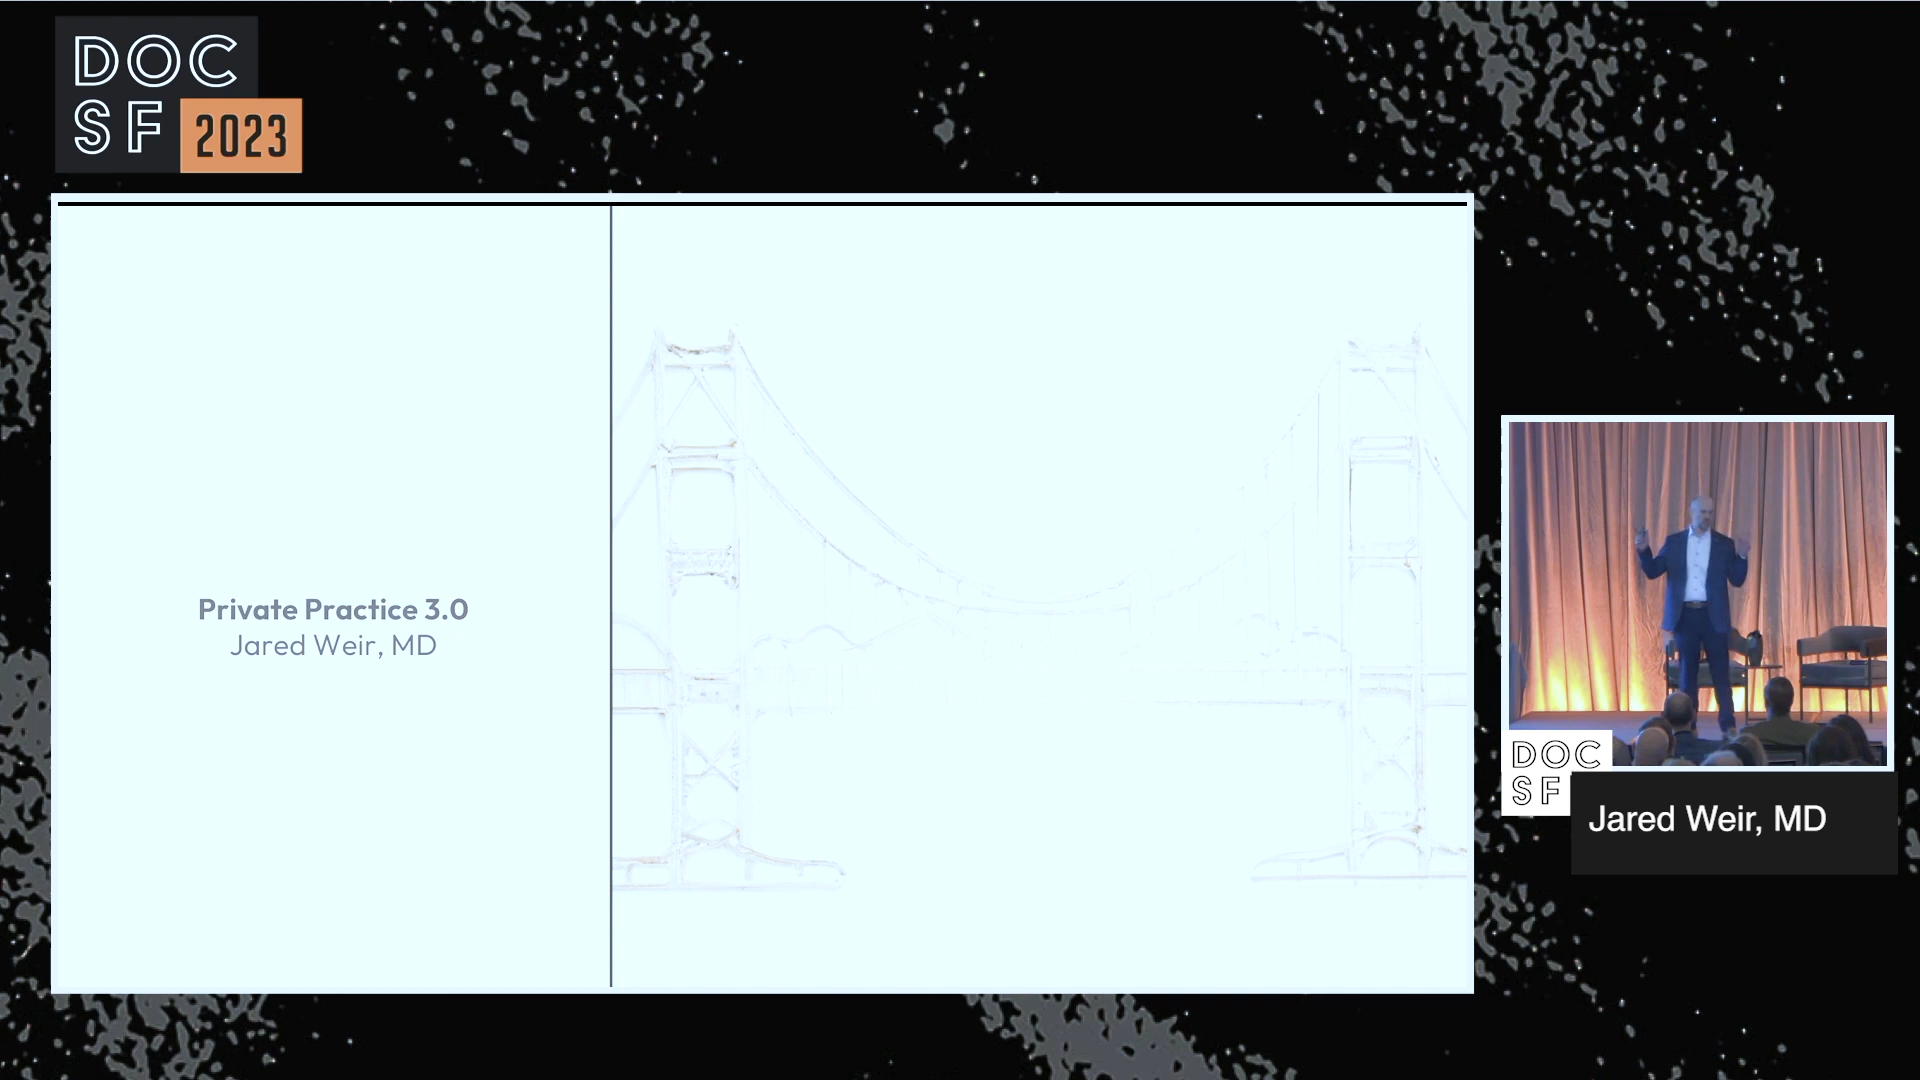 DOC
SF 2023
Private Practice 3.0
Jared Weir, MD
DOC
SF
Jared Weir, MD